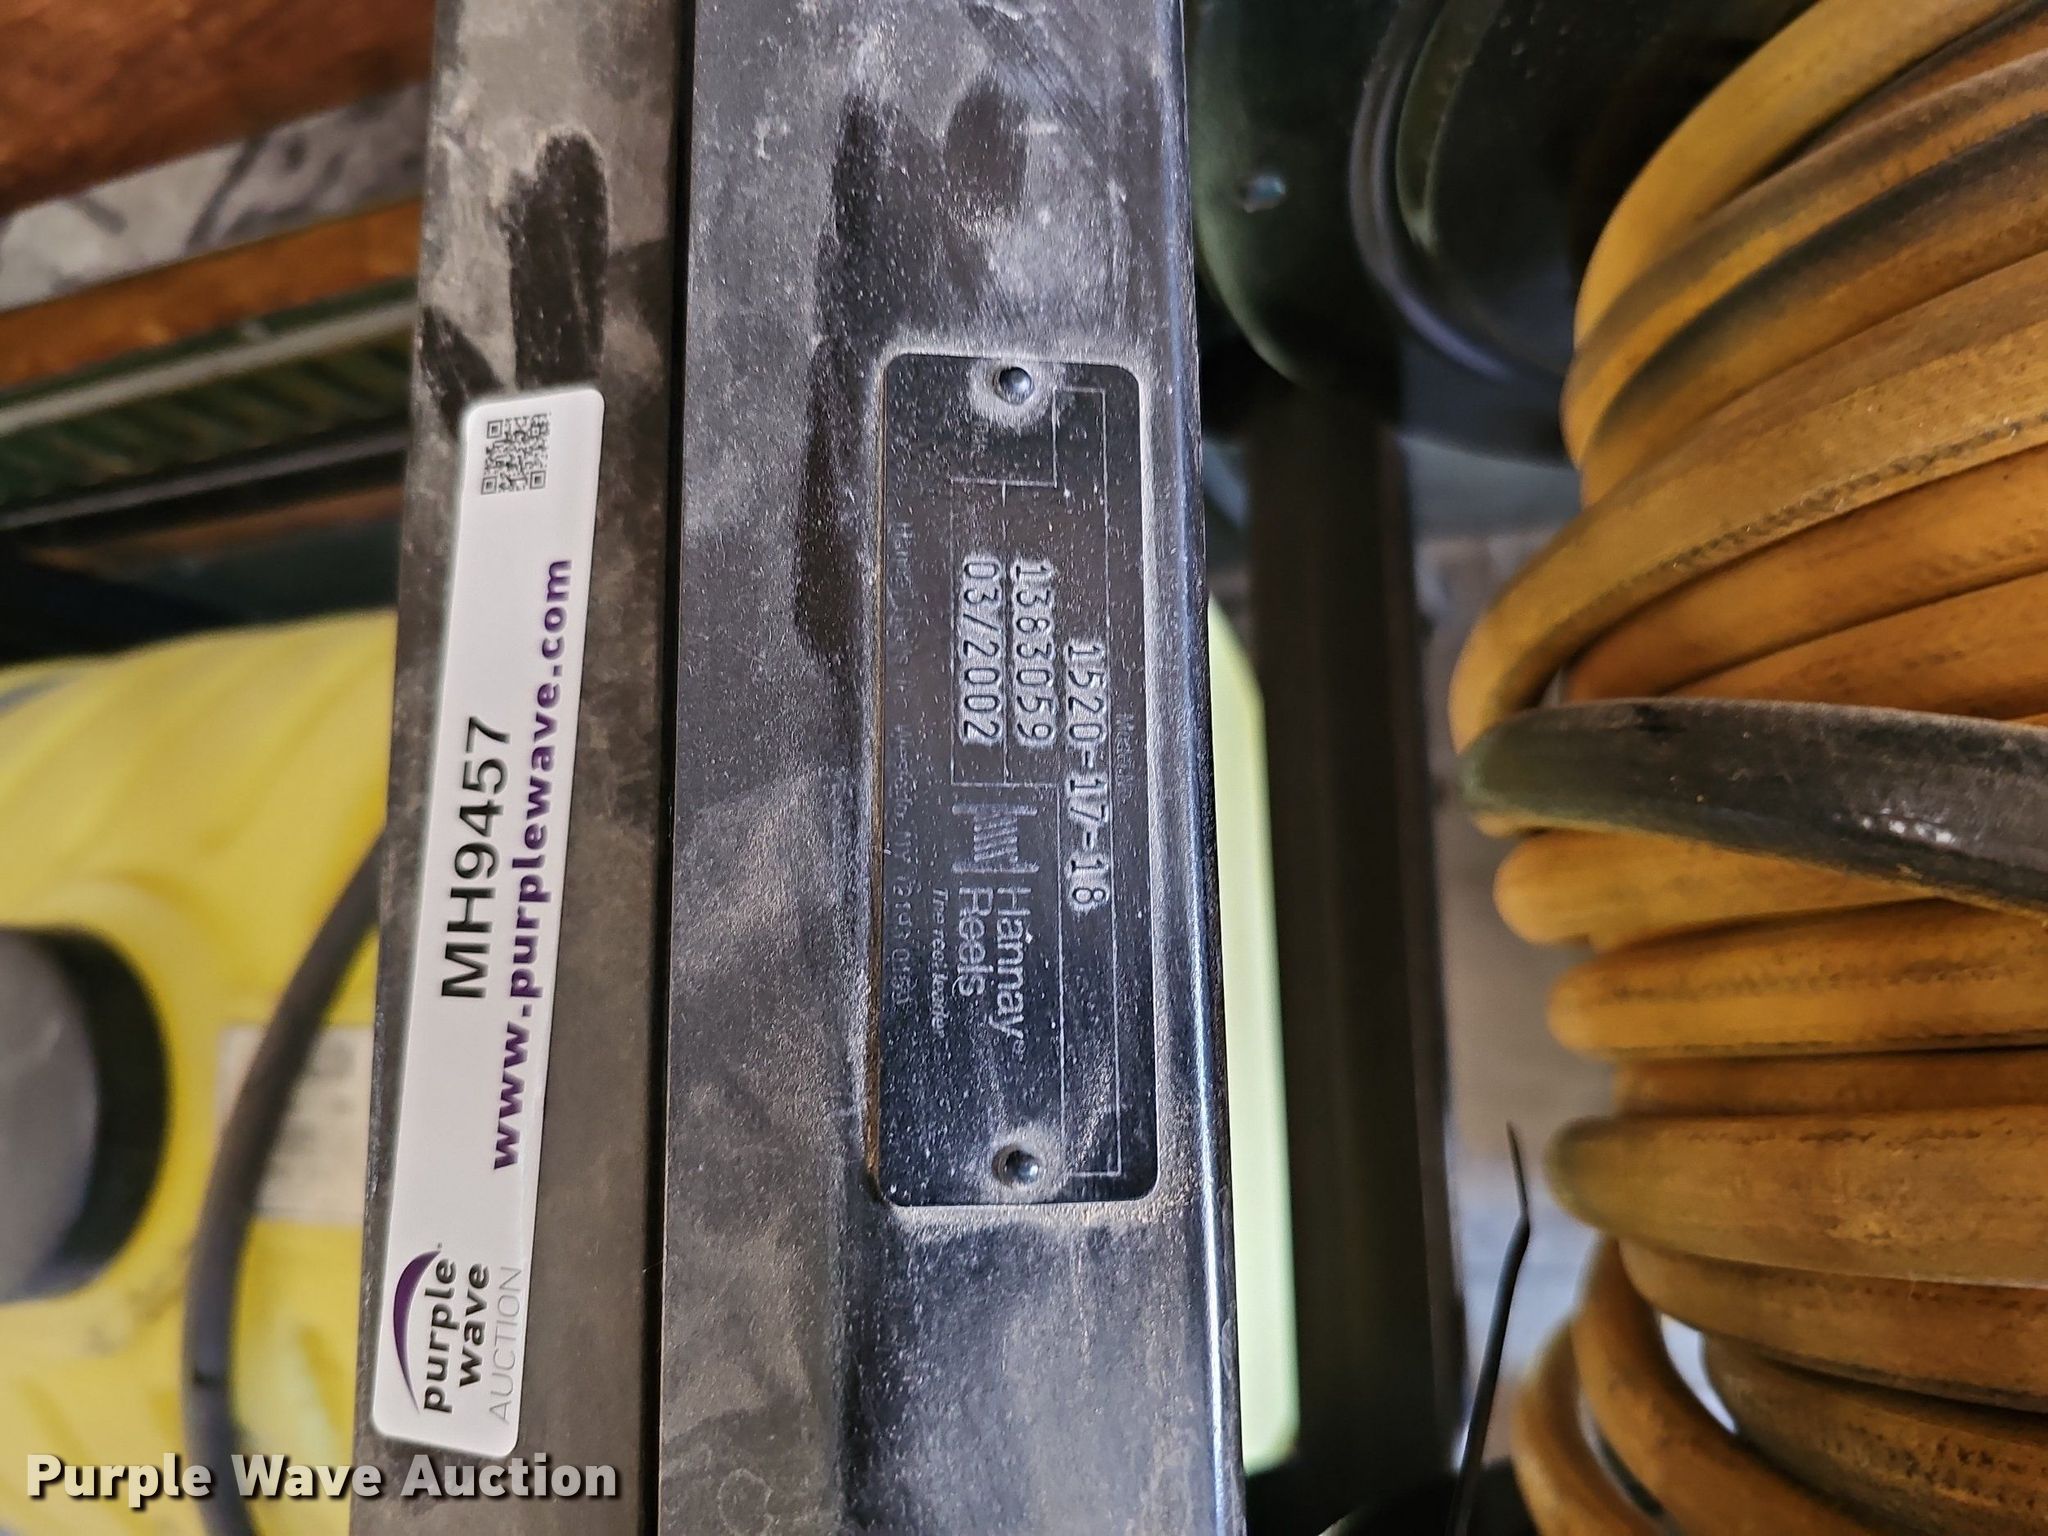 MH9457
www.purplewave.com
purple
wave
AUCTION
1520-17-18
1363059
03/2002
Hannay
Reels
The reel leader
Purple Wave Auction